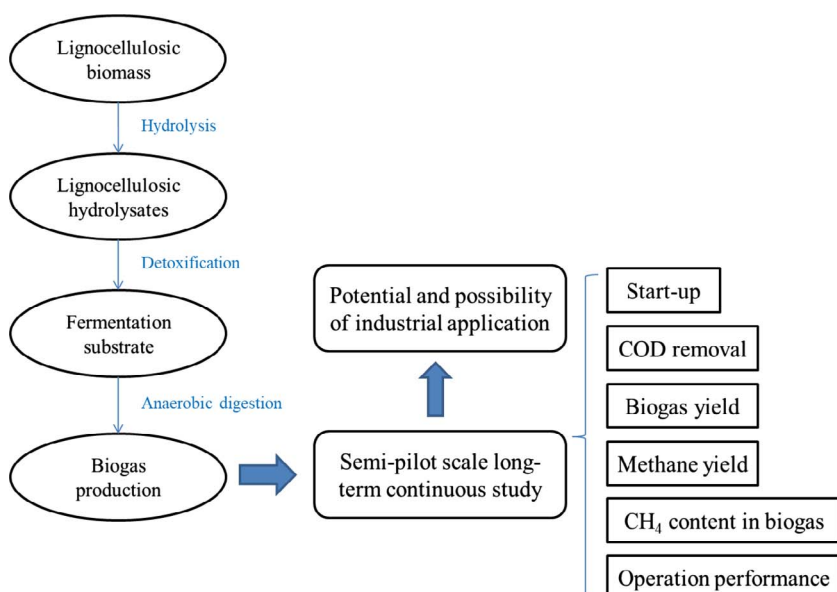 Lignocellulosic
biomass
Hydrolysis
Lignocellulosic
hydrolysates
Detoxification
Fermentation
substrate
Anaerobic digestion
Biogas
production
Potential and possibility
of industrial application
Semi-pilot scale long-
term continuous study
Start-up
COD removal
Biogas yield
Methane yield
CH₄ content in biogas
Operation performance